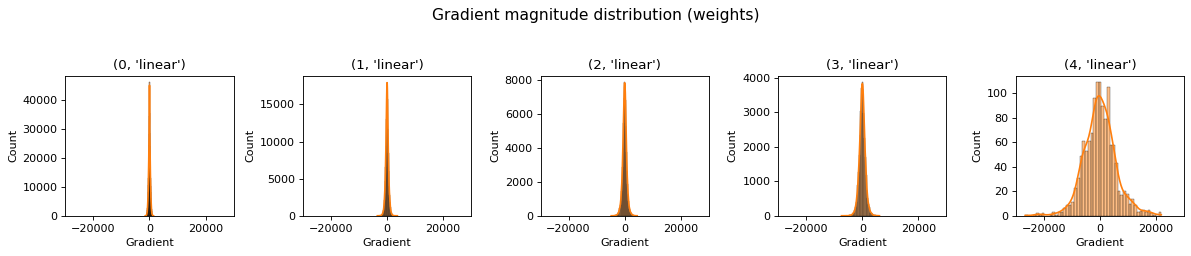 Gradient magnitude distribution (weights)
(0, 'linear')
Count
40000
30000
20000
10000
0
−20000 0 20000
Gradient
(1, 'linear')
Count
15000
10000
5000
0
−20000 0 20000
Gradient
(2, 'linear')
Count
8000
6000
4000
2000
0
−20000 0 20000
Gradient
(3, 'linear')
Count
4000
3000
2000
1000
0
−20000 0 20000
Gradient
(4, 'linear')
Count
100
80
60
40
20
0
−20000 0 20000
Gradient